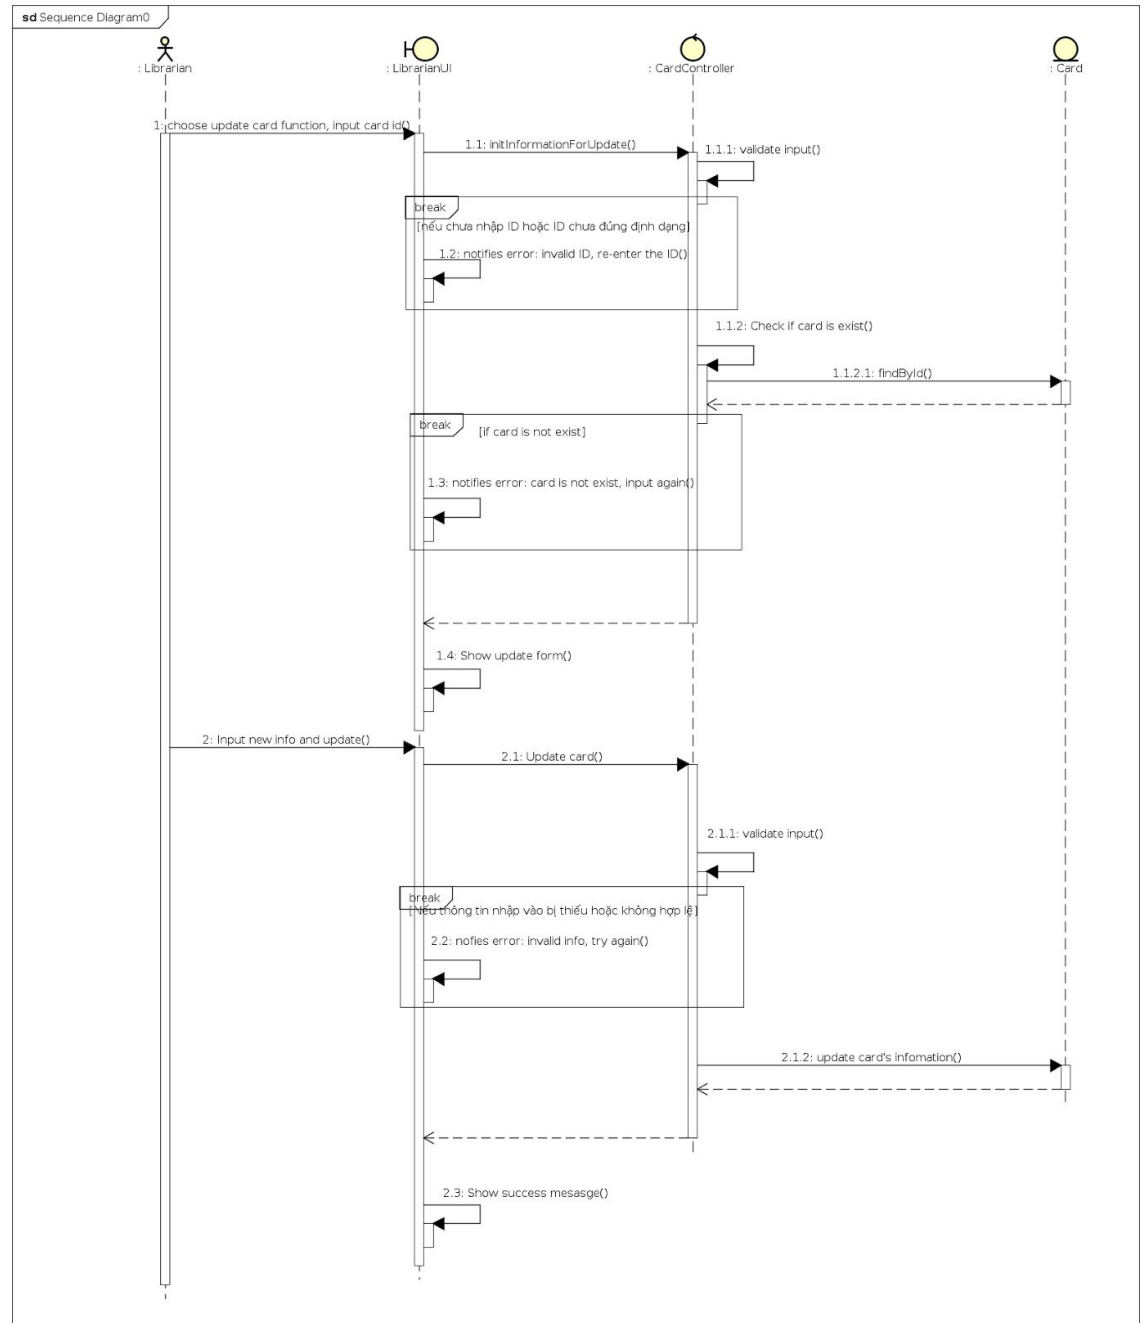 sd Sequence Diagram0
: Librarian
: LibrarianUI
: CardController
: Card
1: choose update card function, input card id()
1.1: initInformationForUpdate()
1.1.1: validate input()
break
[nếu chưa nhập ID hoặc ID chưa đúng định dạng]
1.2: notifies error: invalid ID, re-enter the ID()
1.1.2: Check if card is exist()
1.1.2.1: findById()
break
[if card is not exist]
1.3: notifies error: card is not exist, input again()
1.4: Show update form()
2: Input new info and update()
2.1: Update card()
2.1.1: validate input()
break
[Nếu thông tin nhập vào bị thiếu hoặc không hợp lệ]
2.2: nofies error: invalid info, try again()
2.1.2: update card's infomation()
2.3: Show success mesasge()